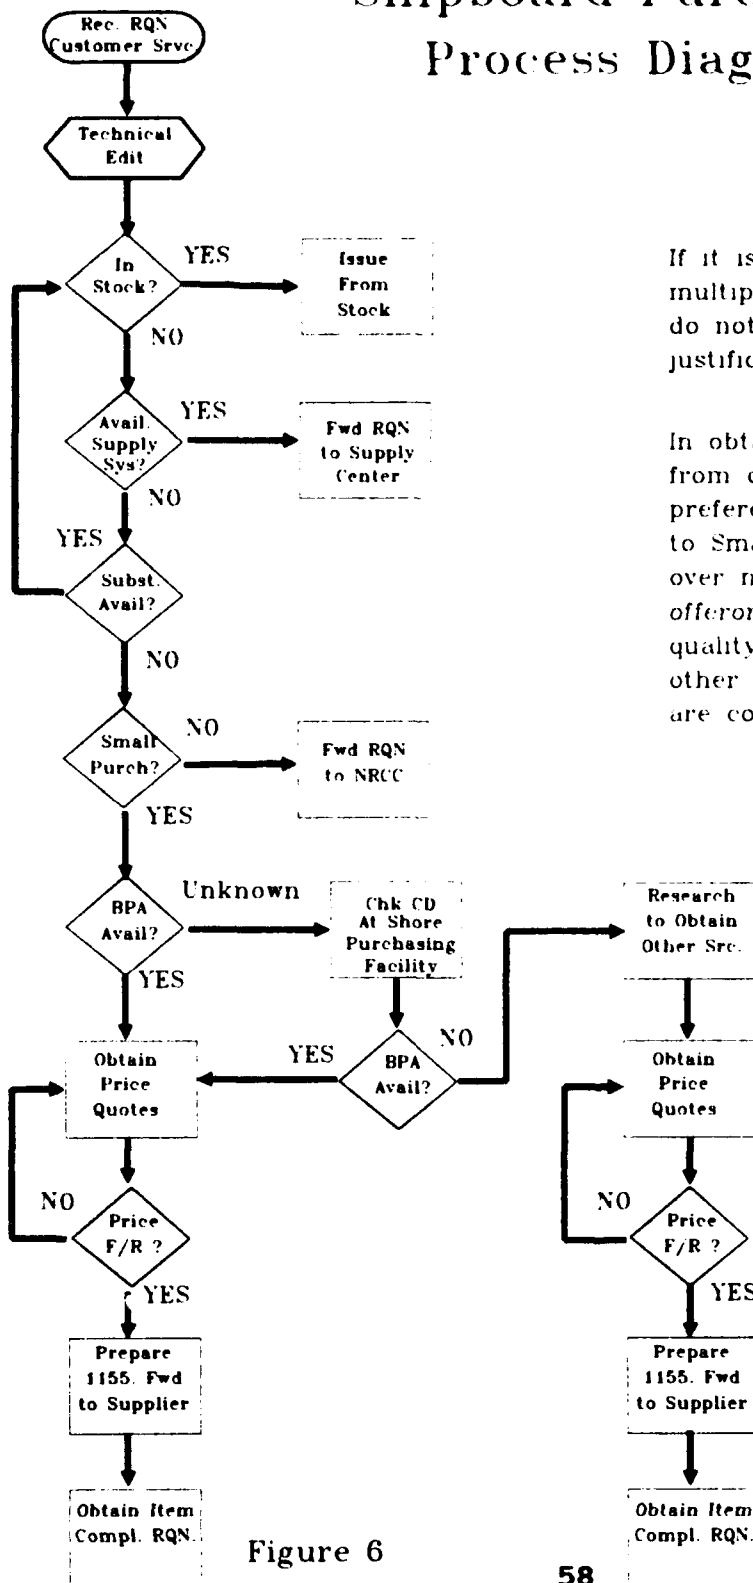 Process Diag
Rec. RQN
Customer Srvc
Technical
Edit
In
Stock?
YES
Issue
From
Stock
NO
Avail.
Supply
Sys?
YES
Fwd RQN
to Supply
Center
NO
YES
Subst.
Avail?
NO
Small
Purch?
NO
Fwd RQN
to NRCC
YES
BPA
Avail?
Unknown
Chk CD
At Shore
Purchasing
Facility
YES
BPA
Avail?
YES
NO
Obtain
Price
Quotes
NO
Price
F/R ?
YES
Prepare
1155. Fwd
to Supplier
Obtain Item
Compl. RQN.
Research
to Obtain
Other Src.
Obtain
Price
Quotes
NO
Price
F/R ?
YES
Prepare
1155. Fwd
to Supplier
Obtain Item
Compl. RQN.
If it is
multip
do not
justific
In obt
from
prefer
to Sma
over
offeror
quality
other
are co
Figure 6
58